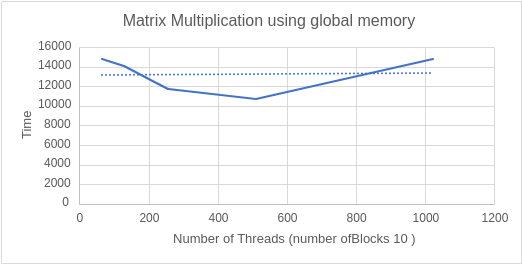 Matrix Multiplication using global memory
16000
14000
12000
10000
8000
6000
4000
2000
0
Time
0 200 400 600 800 1000 1200
Number of Threads (number ofBlocks 10 )